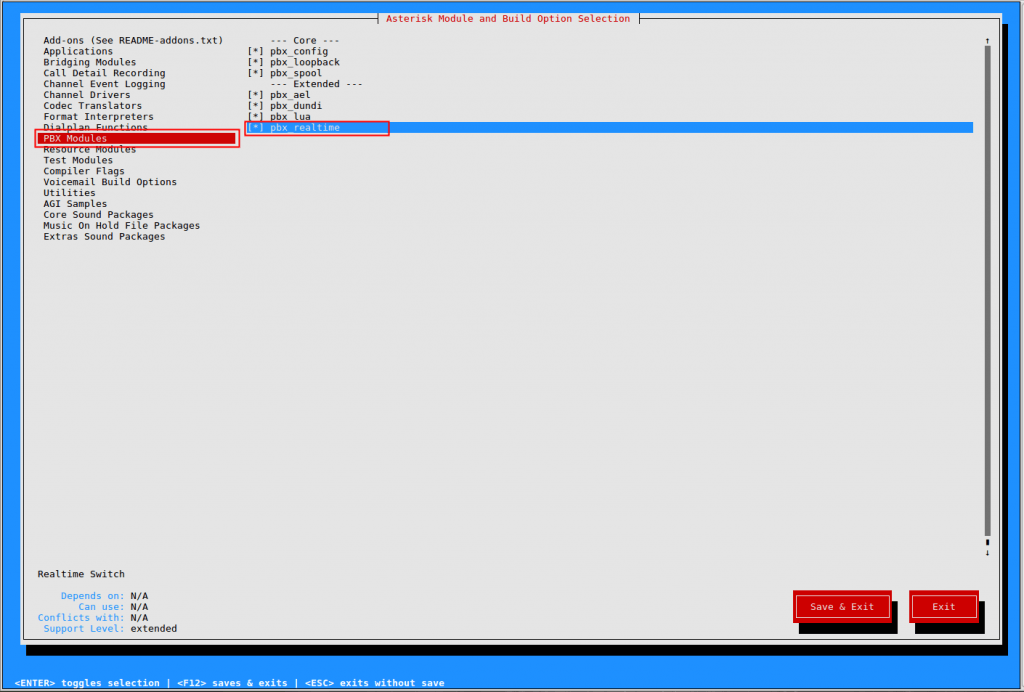 Asterisk Module and Build Option Selection
Add-ons (See README-addons.txt)
Applications
Bridging Modules
Call Detail Recording
Channel Event Logging
Channel Drivers
Codec Translators
Format Interpreters
Dialplan Functions
PBX Modules
Resource Modules
Test Modules
Compiler Flags
Voicemail Build Options
Utilities
AGI Samples
Core Sound Packages
Music On Hold File Packages
Extras Sound Packages
--- Core ---
[*] pbx_config
[*] pbx_loopback
[*] pbx_spool
--- Extended ---
[*] pbx_ael
[*] pbx_dundi
[*] pbx_lua
[*] pbx_realtime
Realtime Switch
Depends on: N/A
Can use: N/A
Conflicts with: N/A
Support Level: extended
Save & Exit
Exit
<ENTER> toggles selection | <F12> saves & exits | <ESC> exits without save